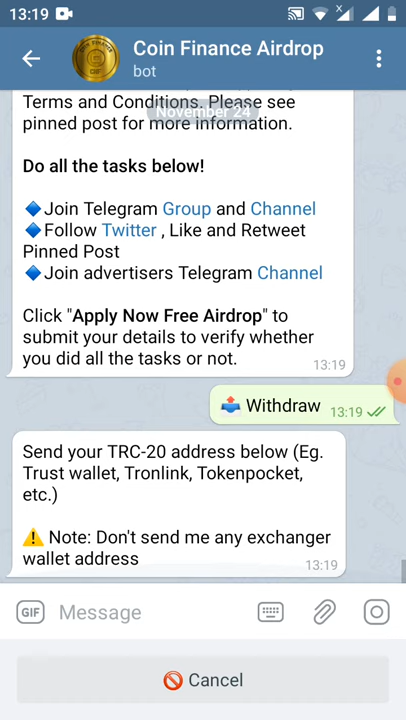 13:19
Coin Finance Airdrop
bot
Terms and Conditions. Please see
November 24
pinned post for more information.
Do all the tasks below!
Join Telegram Group and Channel
Follow Twitter , Like and Retweet
Pinned Post
Join advertisers Telegram Channel
Click "Apply Now Free Airdrop" to
submit your details to verify whether
you did all the tasks or not.
13:19
Withdraw 13:19
Send your TRC-20 address below (Eg.
Trust wallet, Tronlink, Tokenpocket,
etc.)
Note: Don't send me any exchanger
wallet address
13:19
GIF Message
Cancel